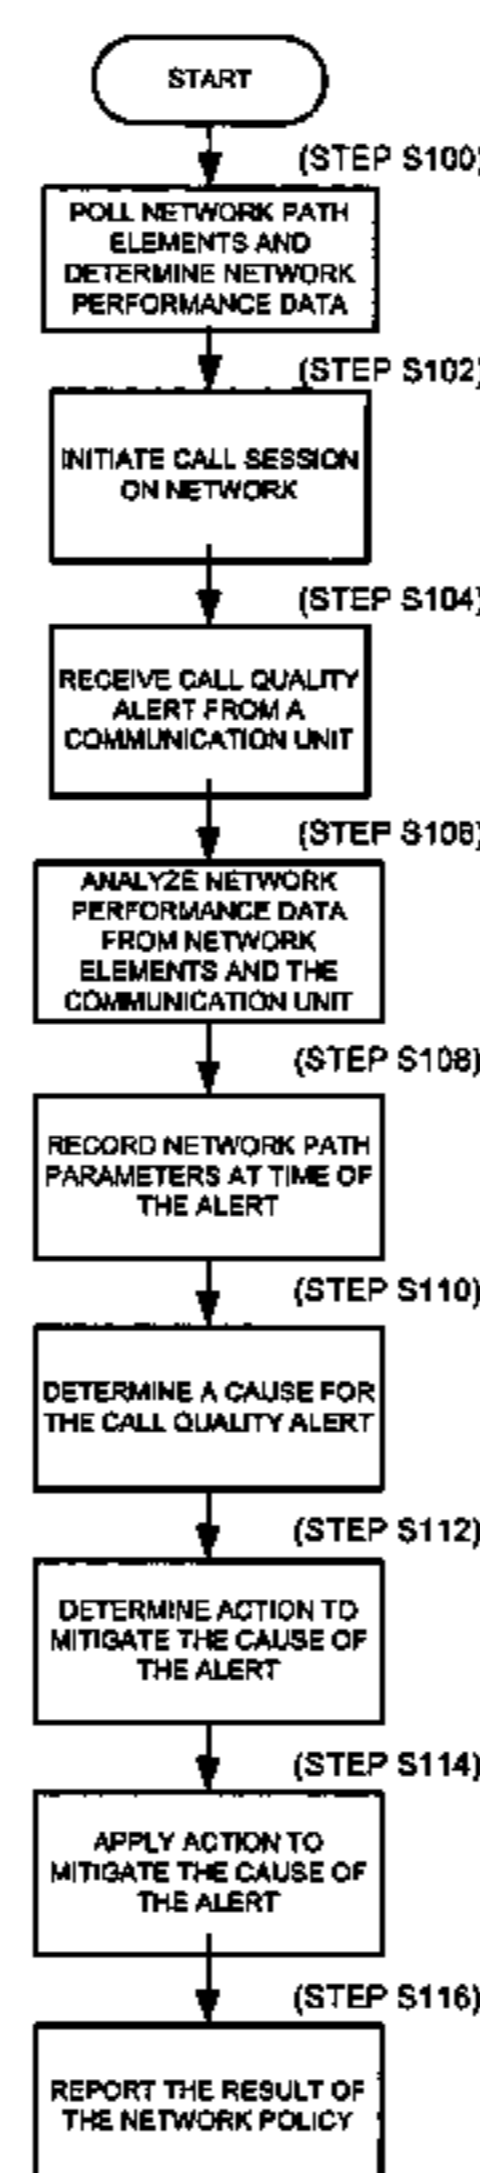 START
(STEP S100)
POLL NETWORK PATH
ELEMENTS AND
DETERMINE NETWORK
PERFORMANCE DATA
(STEP S102)
INITIATE CALL SESSION
ON NETWORK
(STEP S104)
RECEIVE CALL QUALITY
ALERT FROM A
COMMUNICATION UNIT
(STEP S106)
ANALYZE NETWORK
PERFORMANCE DATA
FROM NETWORK
ELEMENTS AND THE
COMMUNICATION UNIT
(STEP S108)
RECORD NETWORK PATH
PARAMETERS AT TIME OF
THE ALERT
(STEP S110)
DETERMINE A CAUSE FOR
THE CALL QUALITY ALERT
(STEP S112)
DETERMINE ACTION TO
MITIGATE THE CAUSE OF
THE ALERT
(STEP S114)
APPLY ACTION TO
MITIGATE THE CAUSE OF
THE ALERT
(STEP S116)
REPORT THE RESULT OF
THE NETWORK POLICY